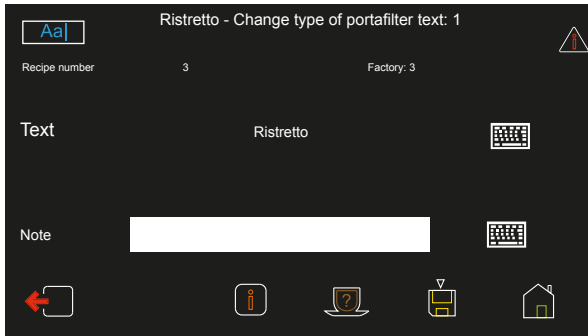 Aa
Ristretto - Change type of portafilter text: 1
Recipe number 3 Factory: 3
Text Ristretto
Note
?